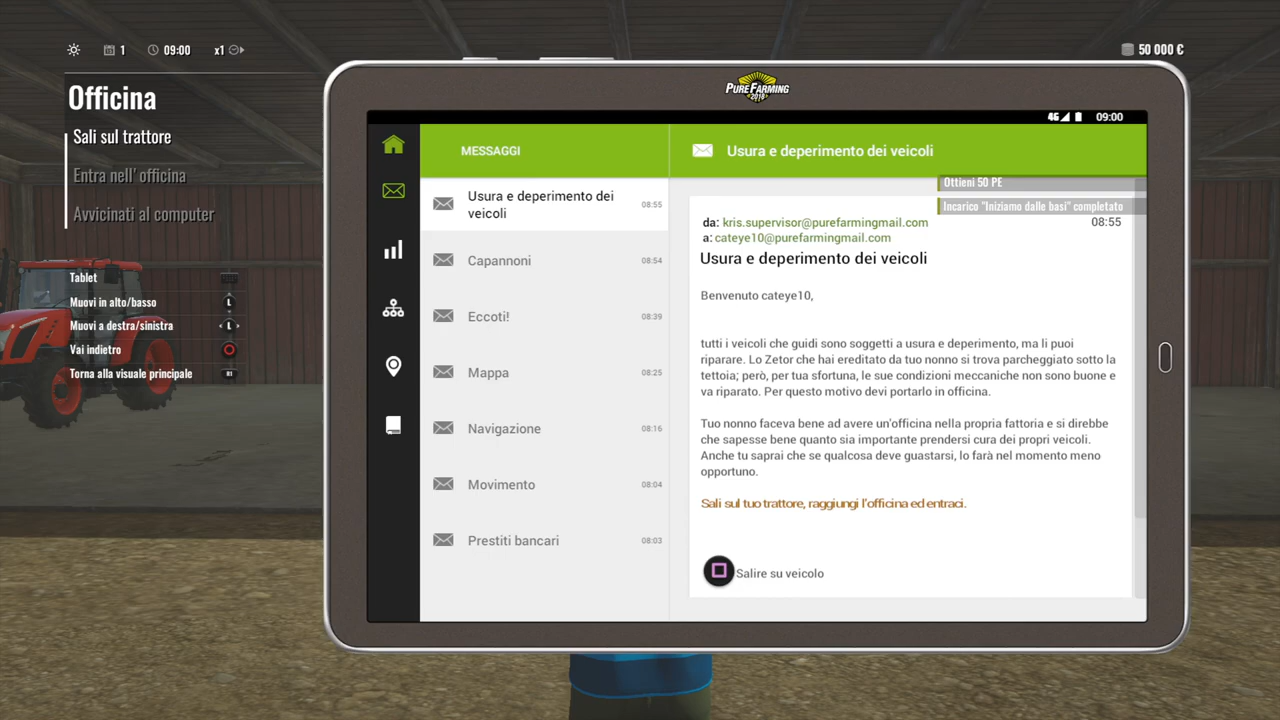 1 09:00 x1
50 000 €
Officina
Sali sul trattore
Entra nell' officina
Avvicinati al computer
Tablet
Muovi in alto/basso
L
Muovi a destra/sinistra
L
Vai indietro
Torna alla visuale principale
R1
PURE FARMING
2018
4G 09:00
MESSAGGI
Usura e deperimento dei
veicoli
08:55
Capannoni 08:54
Eccoti! 08:39
Mappa 08:25
Navigazione 08:16
Movimento 08:04
Prestiti bancari 08:03
Usura e deperimento dei veicoli
Ottieni 50 PE
Incarico "Iniziamo dalle basi" completato
da: kris.supervisor@purefarmingmail.com
08:55
a: cateye10@purefarmingmail.com
Usura e deperimento dei veicoli
Benvenuto cateye10,
tutti i veicoli che guidi sono soggetti a usura e deperimento, ma li puoi
riparare. Lo Zetor che hai ereditato da tuo nonno si trova parcheggiato sotto la
tettoia; però, per tua sfortuna, le sue condizioni meccaniche non sono buone e
va riparato. Per questo motivo devi portarlo in officina.
Tuo nonno faceva bene ad avere un'officina nella propria fattoria e si direbbe
che sapesse bene quanto sia importante prendersi cura dei propri veicoli.
Anche tu saprai che se qualcosa deve guastarsi, lo farà nel momento meno
opportuno.
Sali sul tuo trattore, raggiungi l'officina ed entraci.
Salire su veicolo